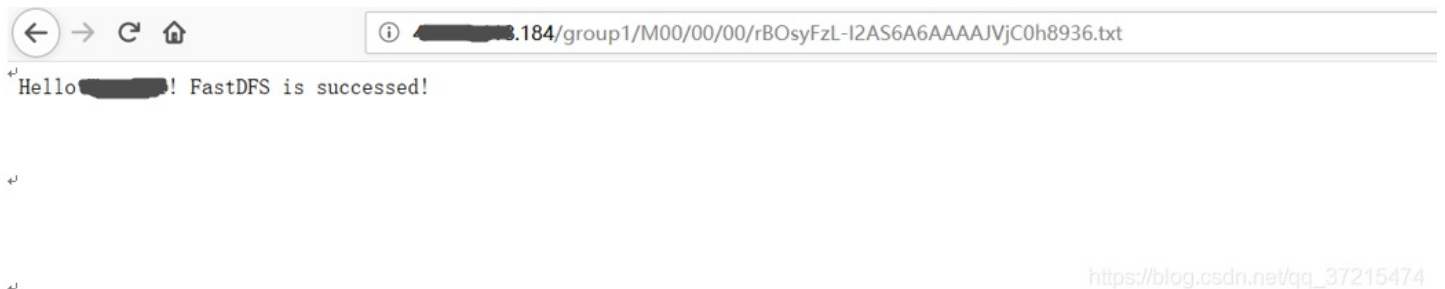 .184/group1/M00/00/00/rBOsyFzL-I2AS6A6AAAAJVjC0h8936.txt
Hello ! FastDFS is successed!
https://blog.csdn.net/qq_37215474